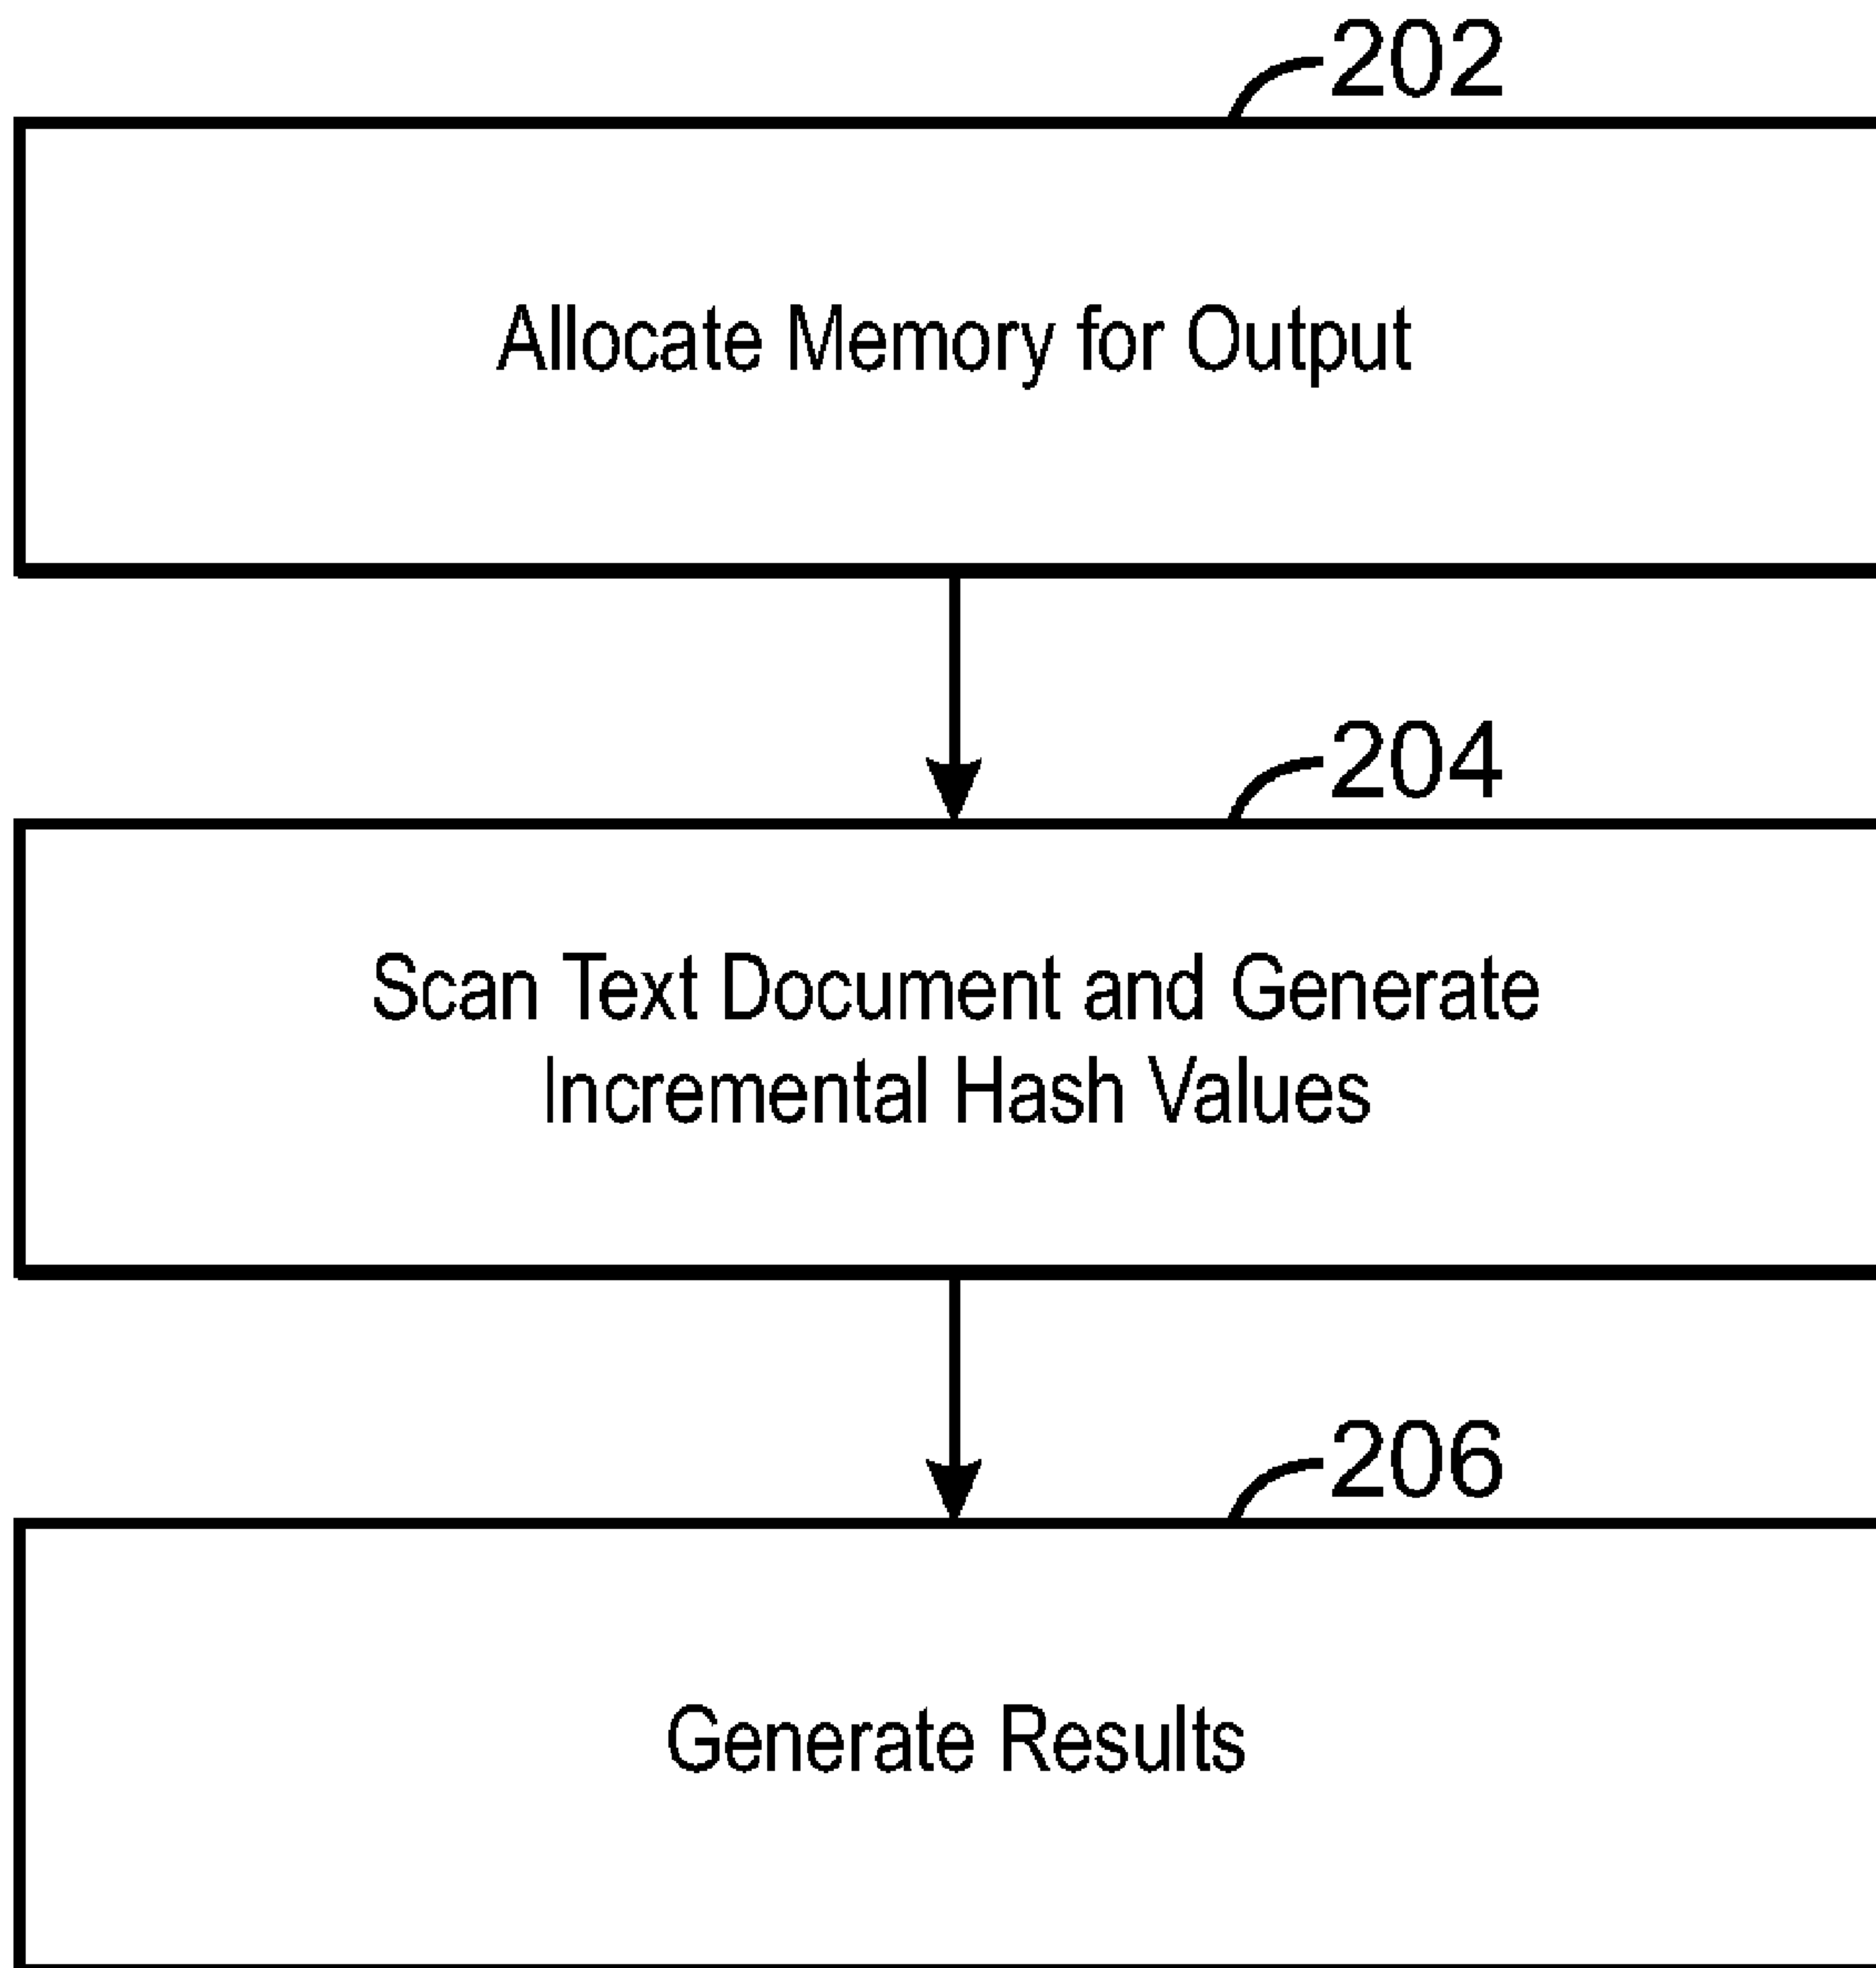 202
Allocate Memory for Output
204
Scan Text Document and Generate
Incremental Hash Values
206
Generate Results